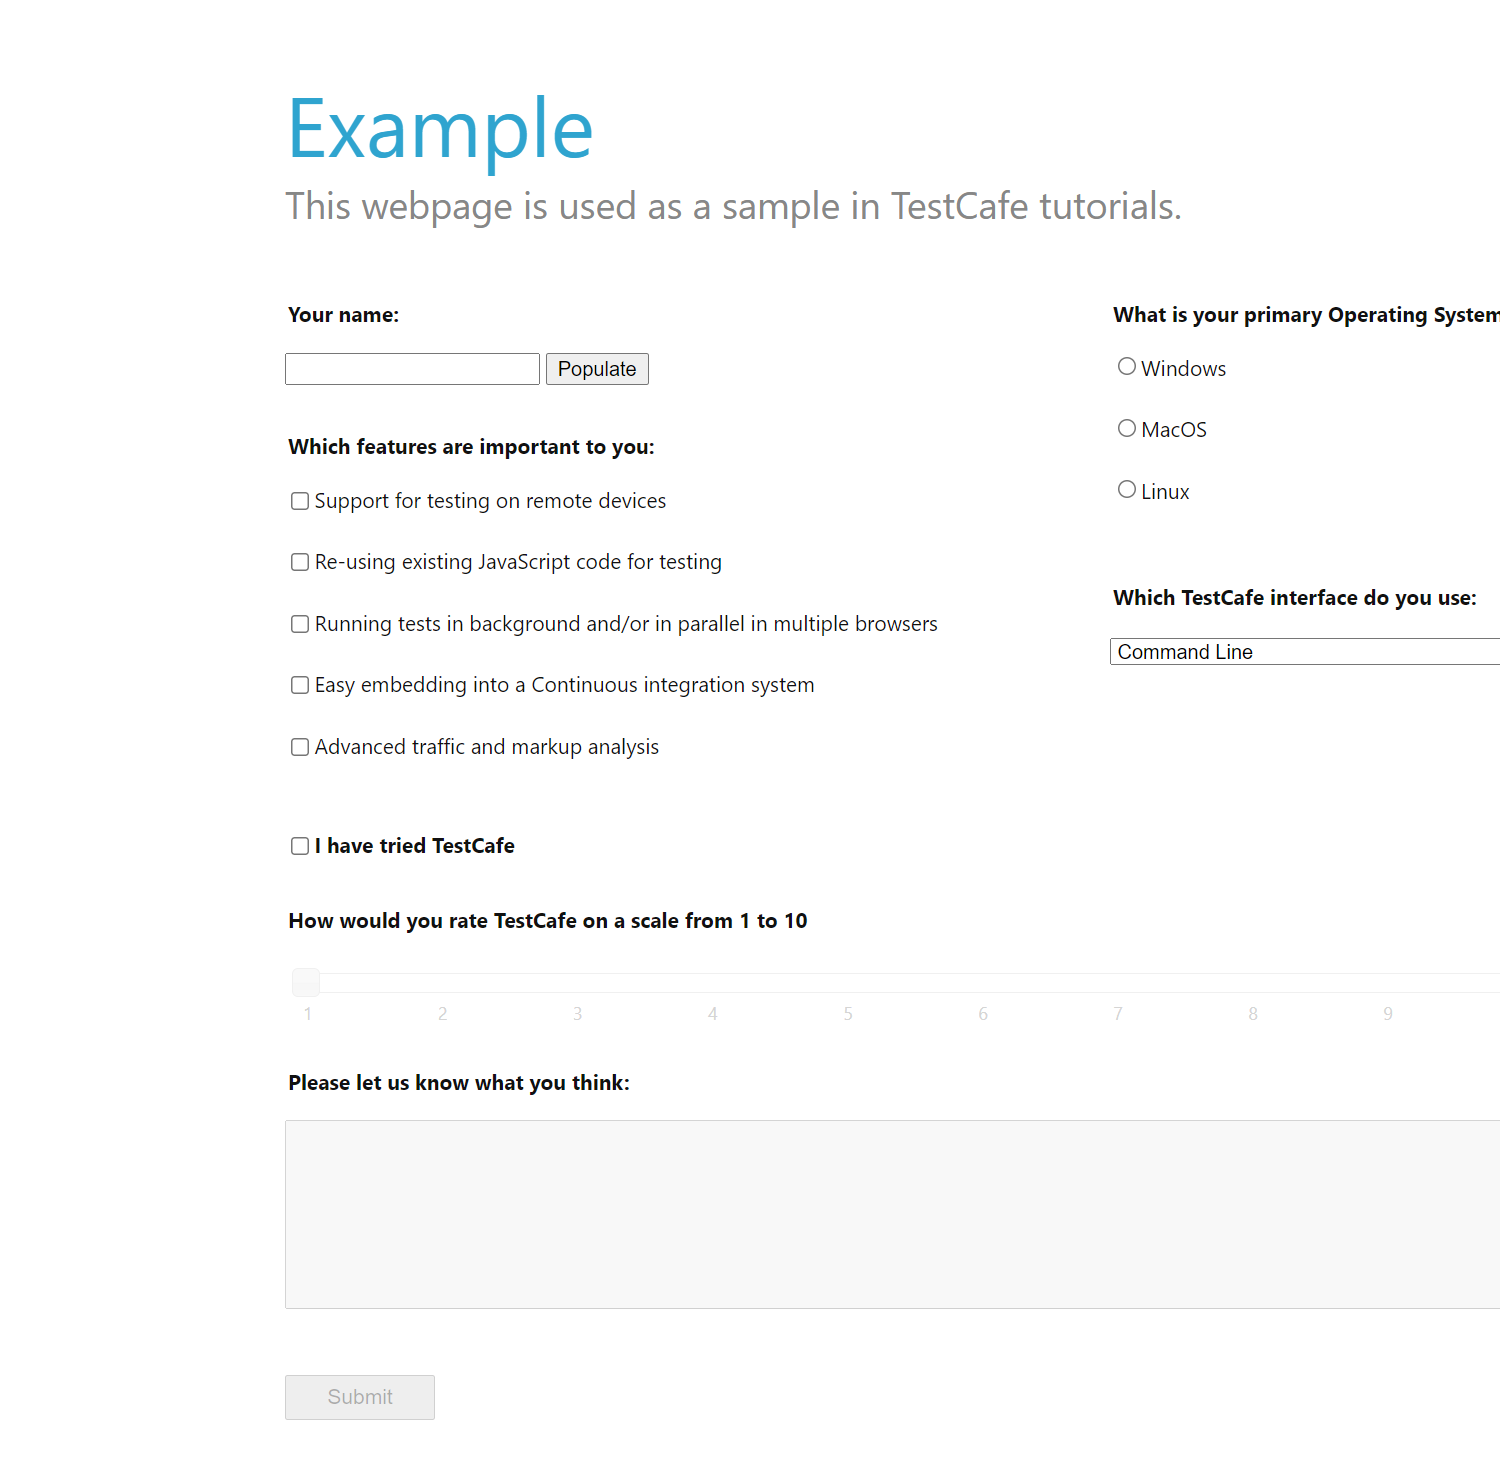 Example
This webpage is used as a sample in TestCafe tutorials.
Your name:
Populate
Which features are important to you:
Support for testing on remote devices
Re-using existing JavaScript code for testing
Running tests in background and/or in parallel in multiple browsers
Easy embedding into a Continuous integration system
Advanced traffic and markup analysis
What is your primary Operating System
Windows
MacOS
Linux
Which TestCafe interface do you use:
Command Line
I have tried TestCafe
How would you rate TestCafe on a scale from 1 to 10
1 2 3 4 5 6 7 8 9
Please let us know what you think:
Submit